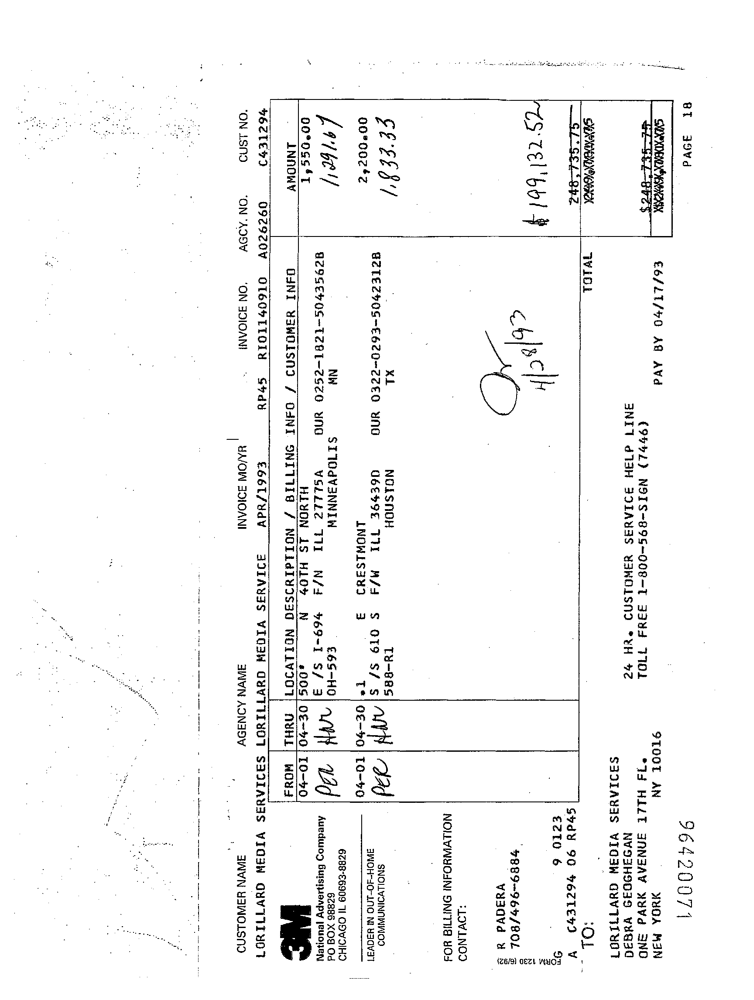 CUSTOMER NAME AGENCY NAME INVOICE MO/YR INVOICE NO. AGCY. NO. CUST NO.
LORILLARD MEDIA SERVICES LORILLARD MEDIA SERVICE APR/1993 RP45 RI01140910 A026260 C431294
3M
National Advertising Company
PO BOX 98829
CHICAGO IL 60693-8829
LEADER IN OUT-OF-HOME
COMMUNICATIONS
FROM THRU LOCATION DESCRIPTION / BILLING INFO / CUSTOMER INFO AMOUNT
04-01 04-30 500' N 40TH ST NORTH 1,550.00
PER HAR E /S I-694 F/N ILL 27775A OUR 0252-1821-5043562B 1,291.67
OH-593 MINNEAPOLIS MN
04-01 04-30 .1 E CRESTMONT 2,200.00
PER HAR S /S 610 S F/W ILL 36439D OUR 0322-0293-5042312B 1,833.33
588-R1 HOUSTON TX
FOR BILLING INFORMATION
CONTACT:
R PADERA
708/496-6884
4/28/93
$199,132.52
FORM 1230 (6/92)
G 9 0123
A C431294 06 RP45
248,735.75
TO:
TOTAL
LORILLARD MEDIA SERVICES
DEBRA GEOGHEGAN
ONE PARK AVENUE 17TH FL.
NEW YORK NY 10016
24 HR. CUSTOMER SERVICE HELP LINE
TOLL FREE 1-800-568-SIGN (7446)
$248,735.75
PAY BY 04/17/93
PAGE 18
96420071